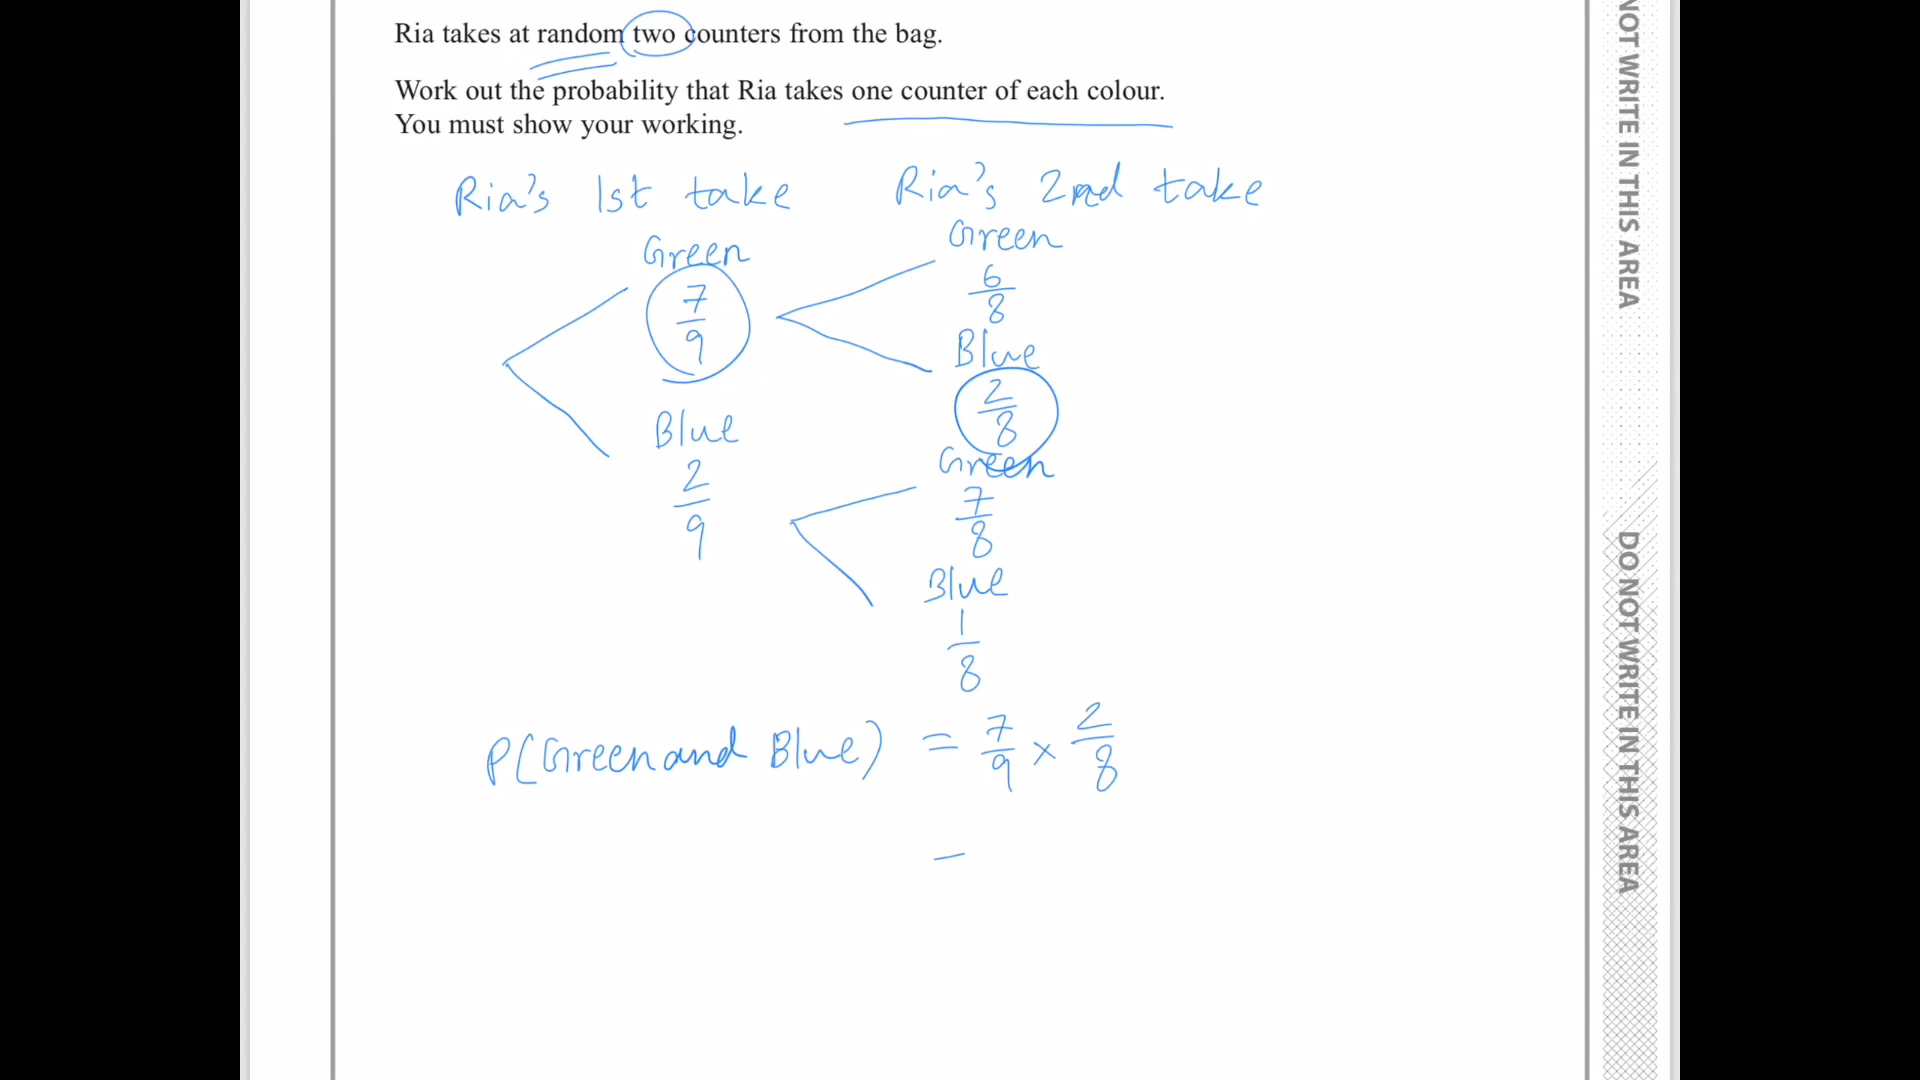 Ria takes at random two counters from the bag.
Work out the probability that Ria takes one counter of each colour.
You must show your working.
Ria's 1st take
Ria's 2nd take
Green
7/9
Blue
2/9
Green
6/8
Blue
2/8
Green
7/8
Blue
1/8
P(Green and Blue) = 7/9 × 2/8
NOT WRITE IN THIS AREA
DO NOT WRITE IN THIS AREA